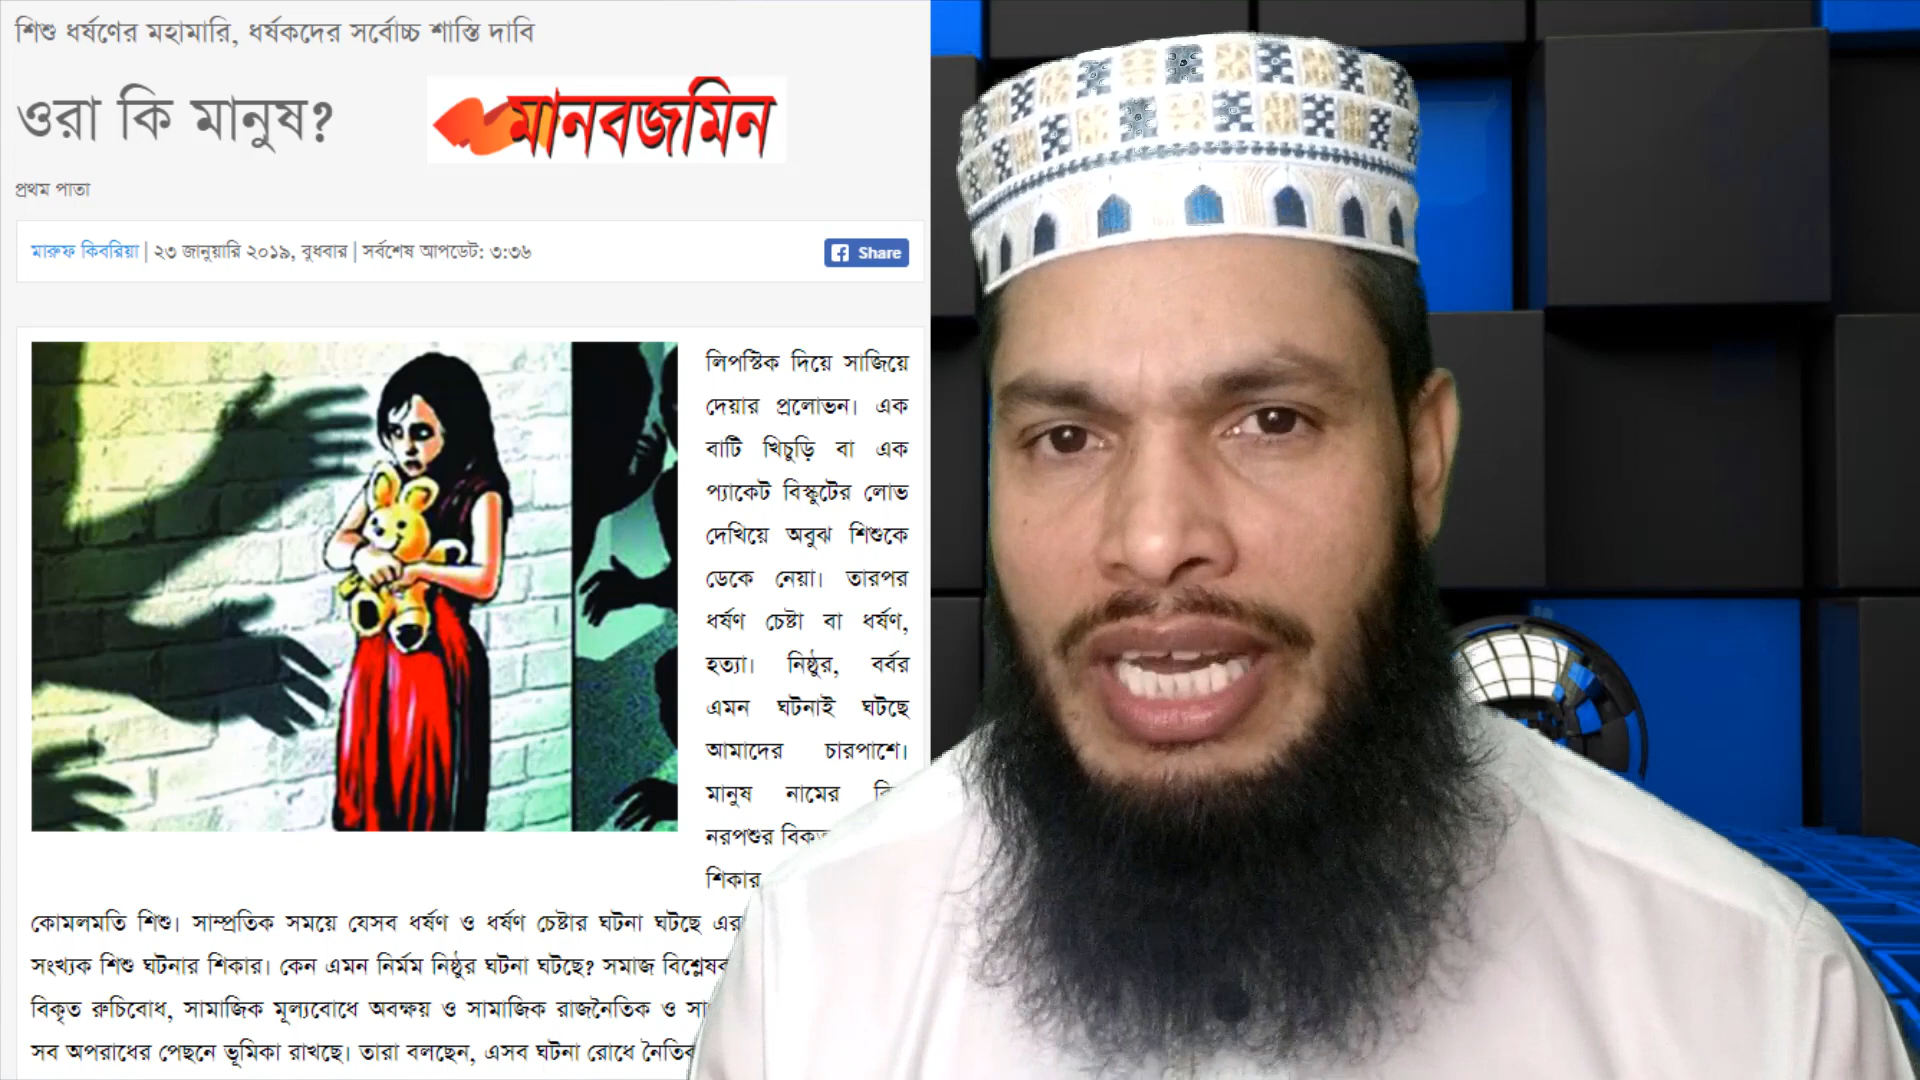 শিশু ধর্ষণের মহামারি, ধর্ষকদের সর্বোচ্চ শাস্তি দাবি
ওরা কি মানুষ?
মানবজমিন
প্রথম পাতা
মারুফ কিবরিয়া | ২৩ জানুয়ারি ২০১৯, বুধবার | সর্বশেষ আপডেট: ৩:৩৬
Share
লিপস্টিক দিয়ে সাজিয়ে
দেয়ার প্রলোভন। এক
বাটি খিচুড়ি বা এক
প্যাকেট বিস্কুটের লোভ
দেখিয়ে অবুঝ শিশুকে
ডেকে নেয়া। তারপর
ধর্ষণ চেষ্টা বা ধর্ষণ,
হত্যা। নিষ্ঠুর, বর্বর
এমন ঘটনাই ঘটছে
আমাদের চারপাশে।
মানুষ নামের
নরপশুর
শিকার
কোমলমতি শিশু। সাম্প্রতিক সময়ে যেসব ধর্ষণ ও ধর্ষণ চেষ্টার ঘটনা ঘটছে এর
সংখ্যক শিশু ঘটনার শিকার। কেন এমন নির্মম নিষ্ঠুর ঘটনা ঘটছে? সমাজ
বিকৃত রুচিবোধ, সামাজিক মূল্যবোধে অবক্ষয় ও সামাজিক রাজনৈতিক ও
সব অপরাধের পেছনে ভূমিকা রাখছে। তারা বলছেন, এসব ঘটনা রোধে